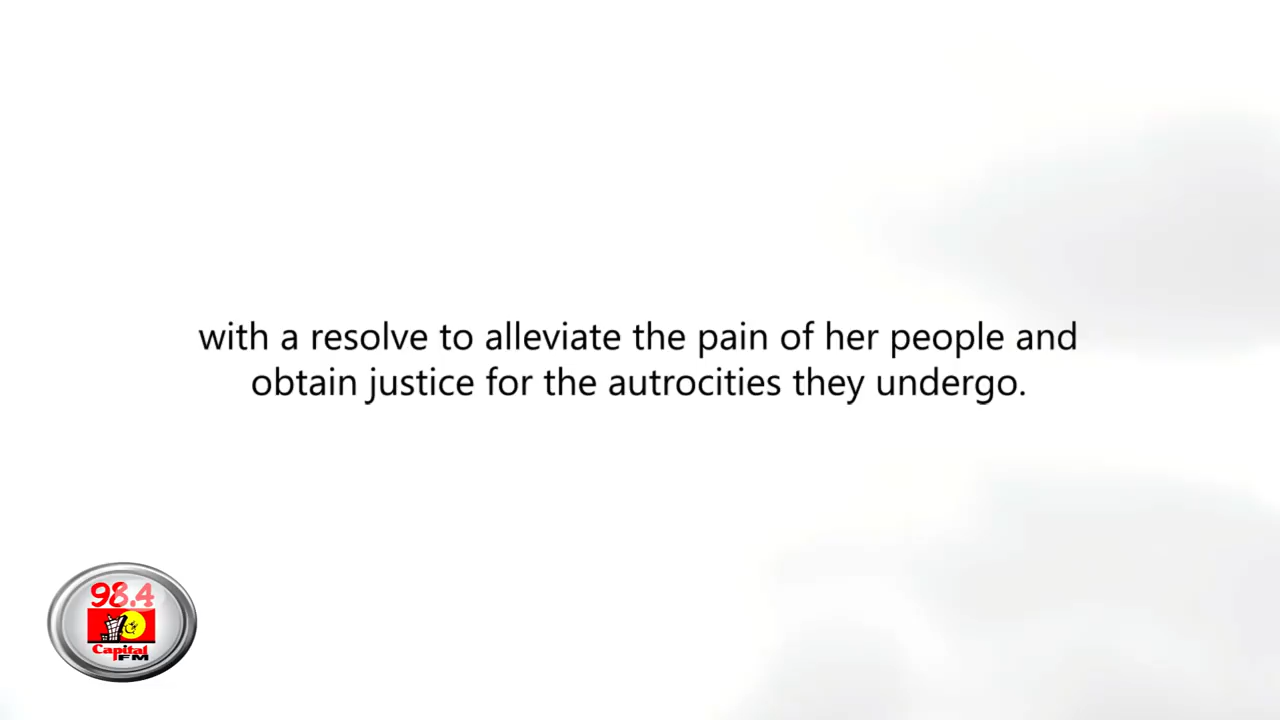 with a resolve to alleviate the pain of her people and
obtain justice for the autrocities they undergo.
98.4
Capital
FM